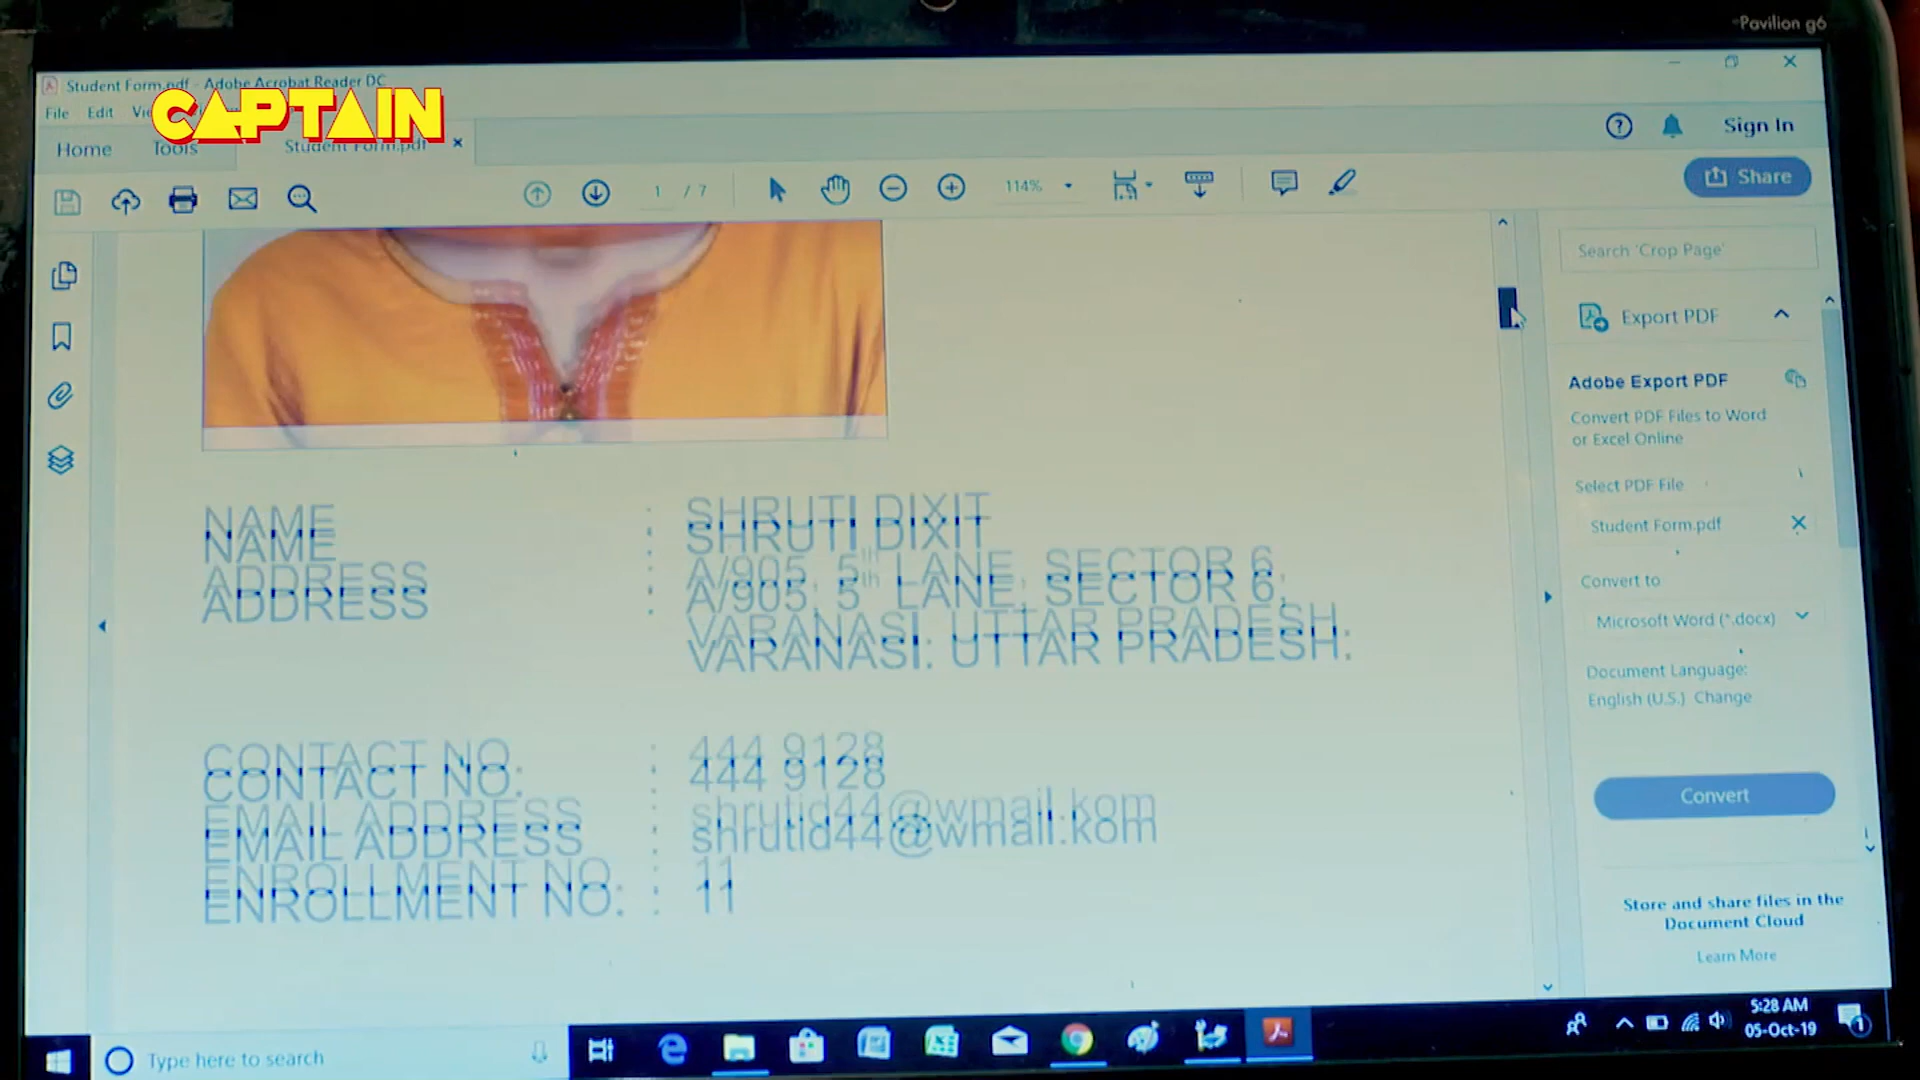 Pavilion g6
Student Form.pdf - Adobe Acrobat Reader DC
CAPTAIN
File Edit
Home Tools Student Form.pdf
Sign In
1 / 7
114%
Share
Search 'Crop Page'
Export PDF
Adobe Export PDF
Convert PDF Files to Word
or Excel Online
Select PDF File
Student Form.pdf
Convert to
Microsoft Word (*.docx)
Document Language:
English (U.S.) Change
Convert
Store and share files in the
Document Cloud
Learn More
NAME : SHRUTI DIXIT
ADDRESS : A/905, 5th LANE, SECTOR 6,
VARANASI. UTTAR PRADESH.
CONTACT NO. : 444 9128
EMAIL ADDRESS : shrutid44@wmail.kom
ENROLLMENT NO. : 11
Type here to search
5:28 AM
05-Oct-19
1